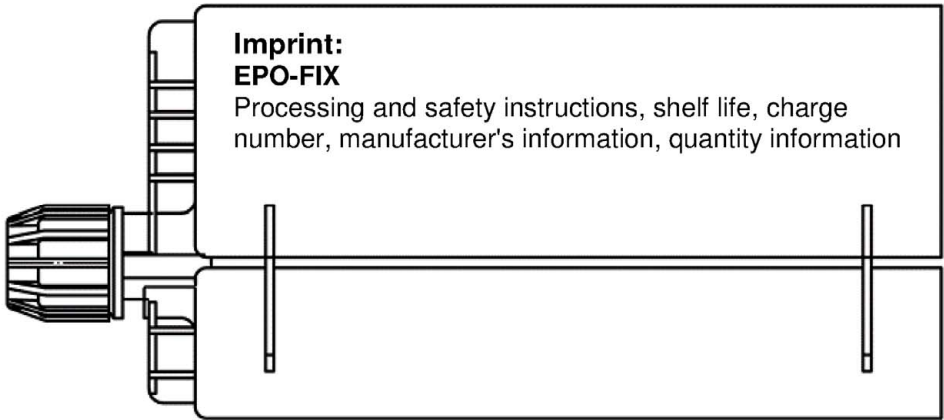 Imprint:
EPO-FIX
Processing and safety instructions, shelf life, charge
number, manufacturer's information, quantity information